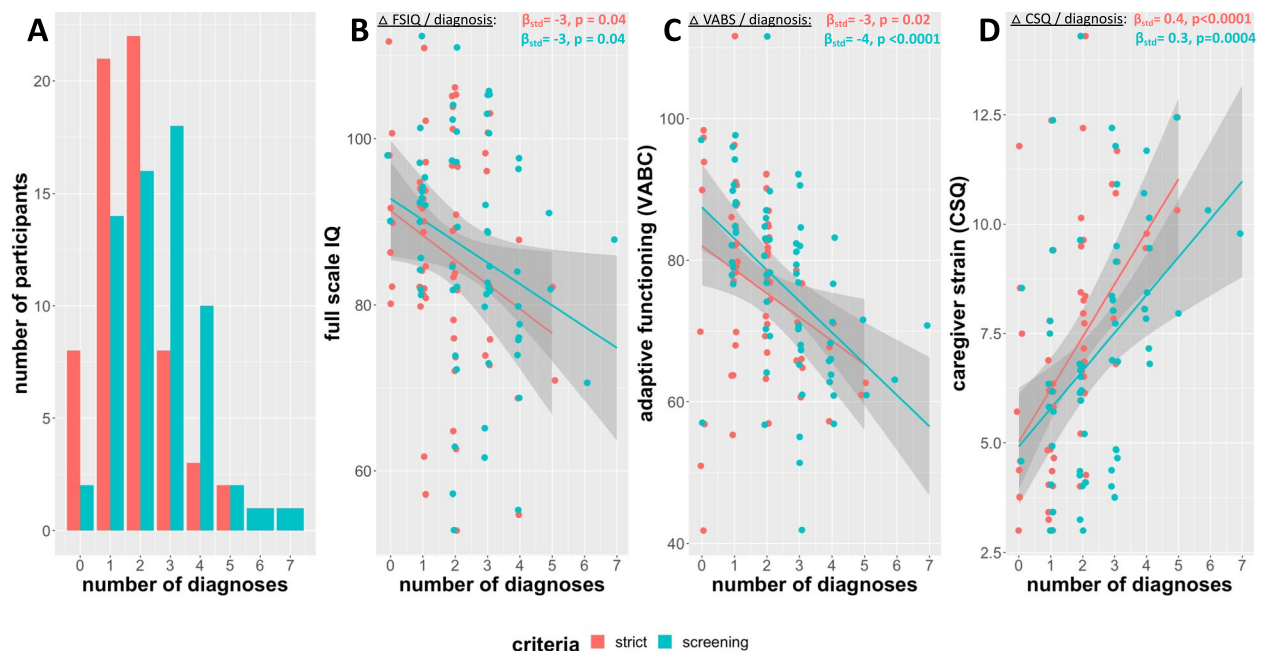 A
number of participants
20
15
10
5
0
0 1 2 3 4 5 6 7
number of diagnoses
B
Δ FSIQ / diagnosis:
βstd= -3, p = 0.04
βstd= -3, p = 0.04
full scale IQ
100
80
60
0 1 2 3 4 5 6 7
number of diagnoses
C
Δ VABS / diagnosis:
βstd= -3, p = 0.02
βstd= -4, p <0.0001
adaptive functioning (VABC)
100
80
60
40
0 1 2 3 4 5 6 7
number of diagnoses
D
Δ CSQ / diagnosis:
βstd= 0.4, p<0.0001
βstd= 0.3, p=0.0004
caregiver strain (CSQ)
12.5
10.0
7.5
5.0
2.5
0 1 2 3 4 5 6 7
number of diagnoses
criteria strict screening